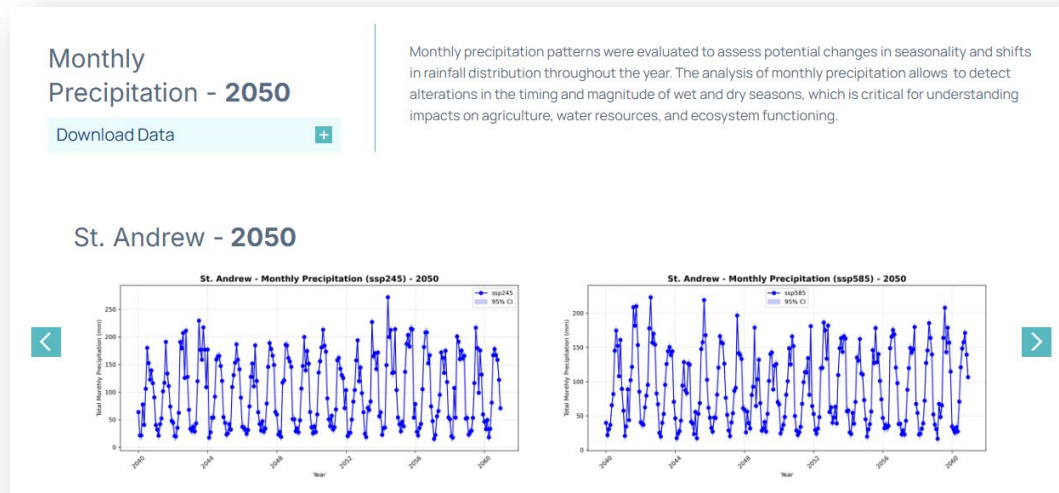 Monthly
Precipitation - 2050
Download Data
+
Monthly precipitation patterns were evaluated to assess potential changes in seasonality and shifts
in rainfall distribution throughout the year. The analysis of monthly precipitation allows to detect
alterations in the timing and magnitude of wet and dry seasons, which is critical for understanding
impacts on agriculture, water resources, and ecosystem functioning.
St. Andrew - 2050
St. Andrew - Monthly Precipitation (ssp245) - 2050
ssp245
95% CI
Total Monthly Precipitation (mm)
250
200
150
100
50
0
2040
2044
2048
2052
2056
2060
Year
St. Andrew - Monthly Precipitation (ssp585) - 2050
ssp585
95% CI
Total Monthly Precipitation (mm)
200
150
100
50
0
2040
2044
2048
2052
2056
2060
Year